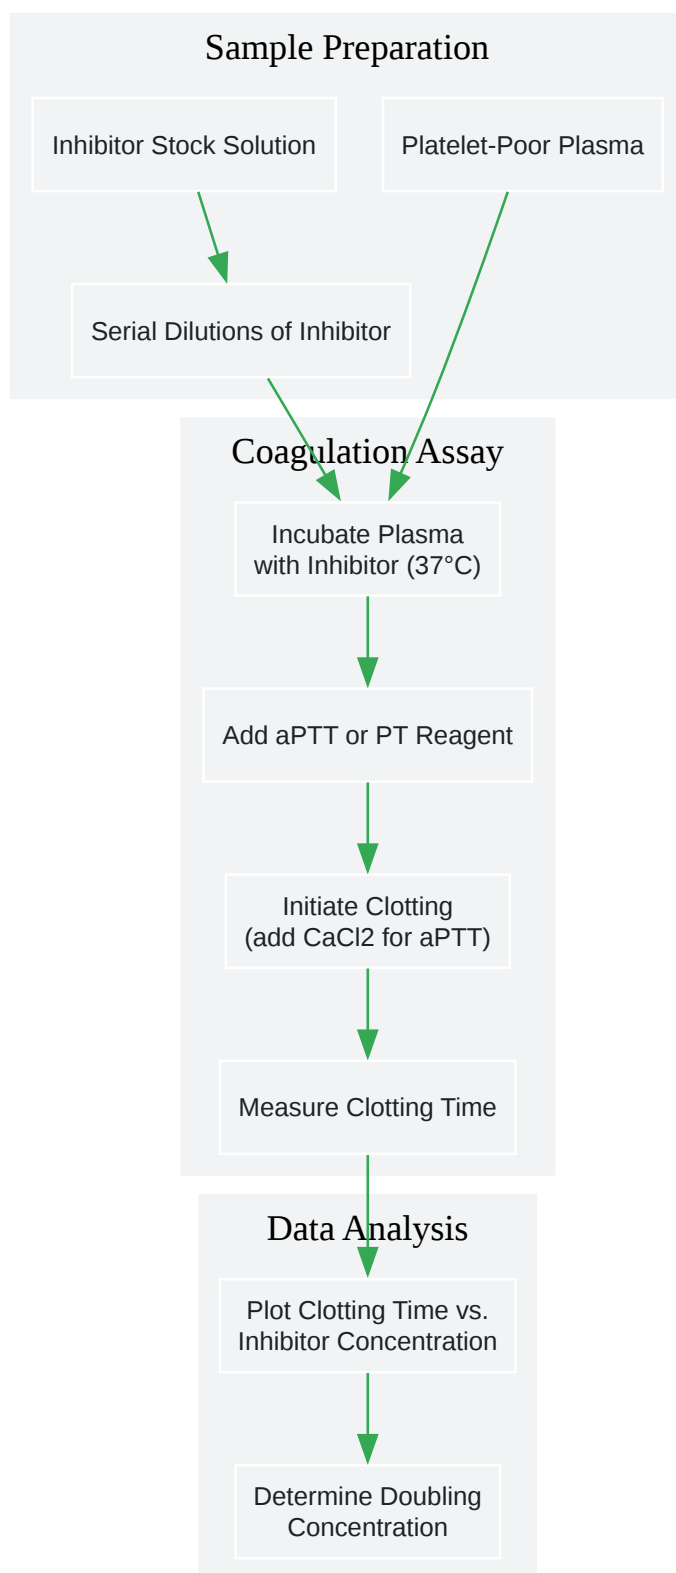 Sample Preparation
Inhibitor Stock Solution
Platelet-Poor Plasma
Serial Dilutions of Inhibitor
Coagulation Assay
Incubate Plasma
with Inhibitor (37°C)
Add aPTT or PT Reagent
Initiate Clotting
(add CaCl2 for aPTT)
Measure Clotting Time
Data Analysis
Plot Clotting Time vs.
Inhibitor Concentration
Determine Doubling
Concentration